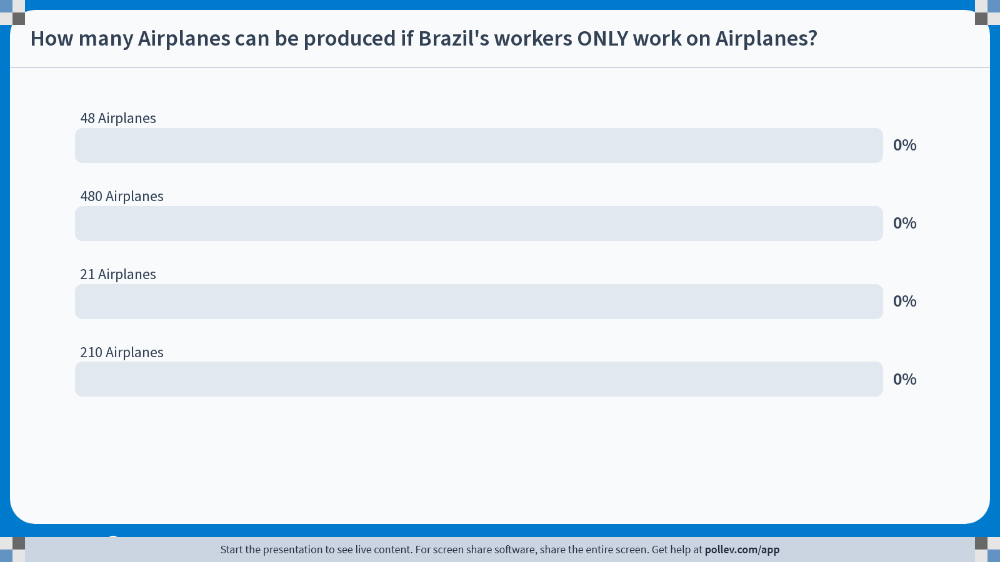 How many Airplanes can be produced if Brazil's workers ONLY work on Airplanes?
48 Airplanes
0%
480 Airplanes
0%
21 Airplanes
0%
210 Airplanes
0%
Start the presentation to see live content. For screen share software, share the entire screen. Get help at pollev.com/app